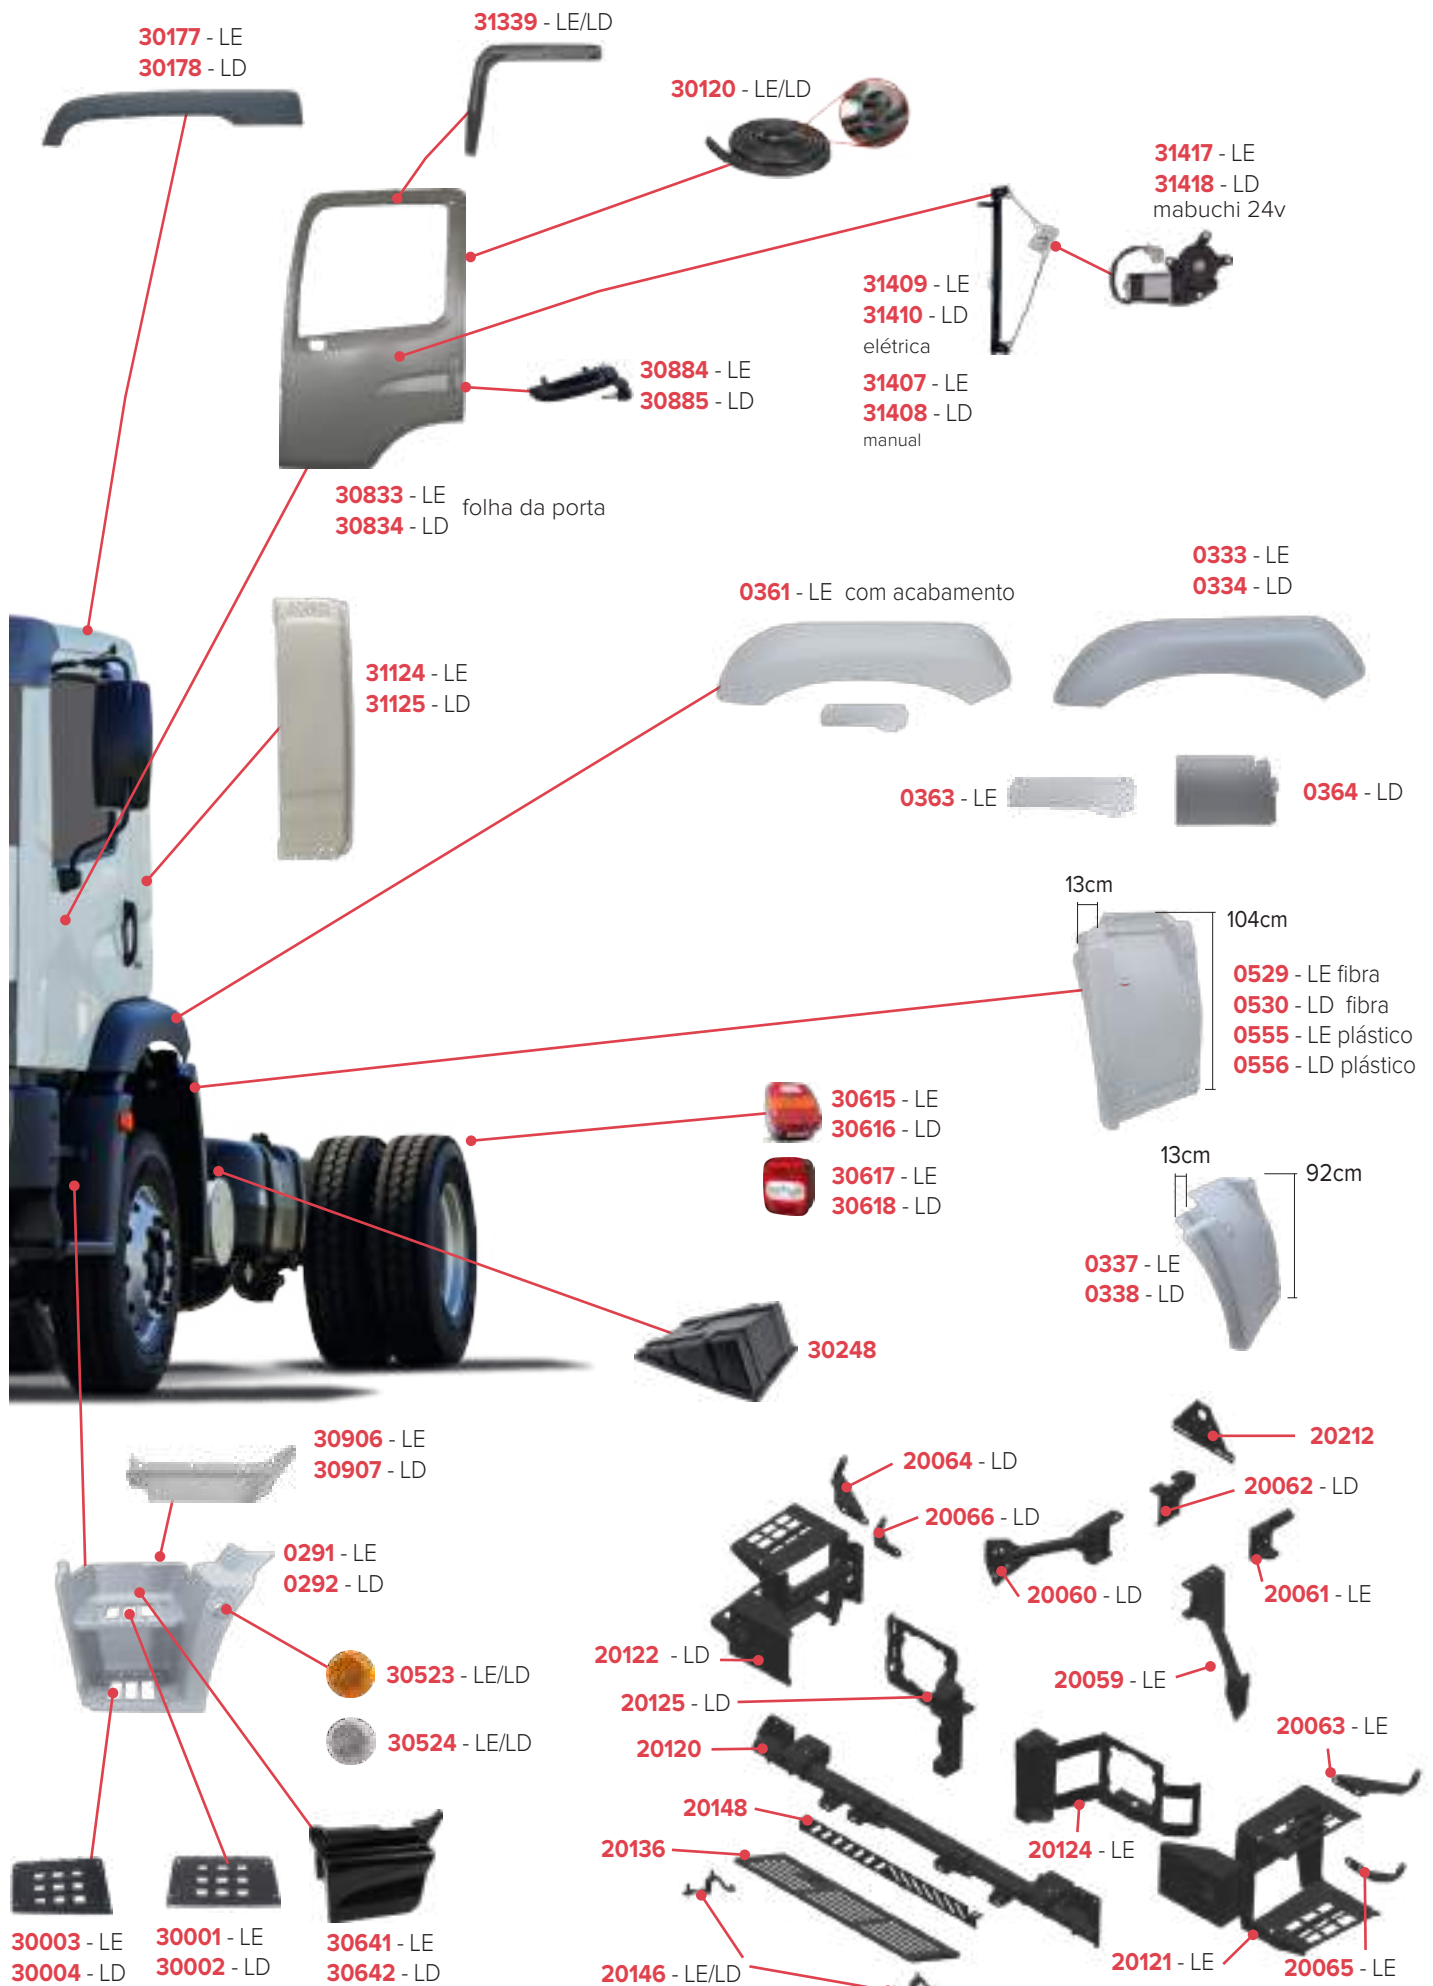 30177 - LE
30178 - LD
31339 - LE/LD
30120 - LE/LD
31417 - LE
31418 - LD
mabuchi 24v
31409 - LE
31410 - LD
elétrica
31407 - LE
31408 - LD
manual
30884 - LE
30885 - LD
30833 - LE
30834 - LD
folha da porta
0361 - LE com acabamento
0333 - LE
0334 - LD
31124 - LE
31125 - LD
0363 - LE
0364 - LD
13cm
104cm
0529 - LE fibra
0530 - LD fibra
0555 - LE plástico
0556 - LD plástico
30615 - LE
30616 - LD
30617 - LE
30618 - LD
13cm
92cm
0337 - LE
0338 - LD
30248
30906 - LE
30907 - LD
20212
20064 - LD
20062 - LD
20066 - LD
0291 - LE
0292 - LD
20060 - LD
20061 - LE
20122 - LD
30523 - LE/LD
20059 - LE
20125 - LD
20063 - LE
30524 - LE/LD
20120
20148
20136
20124 - LE
30003 - LE
30004 - LD
30001 - LE
30002 - LD
30641 - LE
30642 - LD
20146 - LE/LD
20121 - LE
20065 - LE